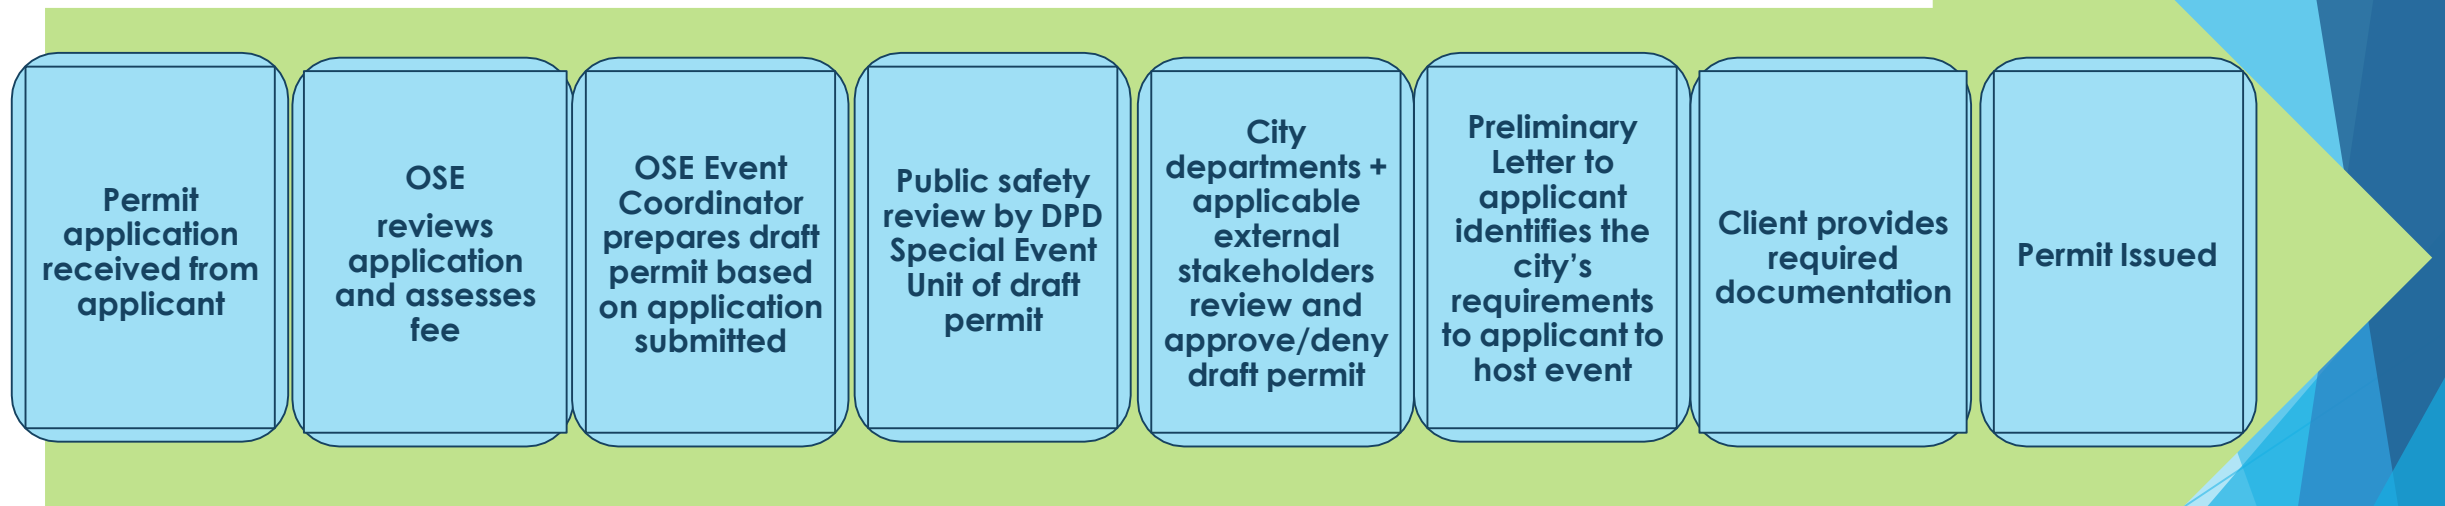 Permit
application
received from
applicant
OSE
reviews
application
and assesses
fee
OSE Event
Coordinator
prepares draft
permit based
on application
submitted
Public safety
review by DPD
Special Event
Unit of draft
permit
City
departments +
applicable
external
stakeholders
review and
approve/deny
draft permit
Preliminary
Letter to
applicant
identifies the
city’s
requirements
to applicant to
host event
Client provides
required
documentation
Permit Issued